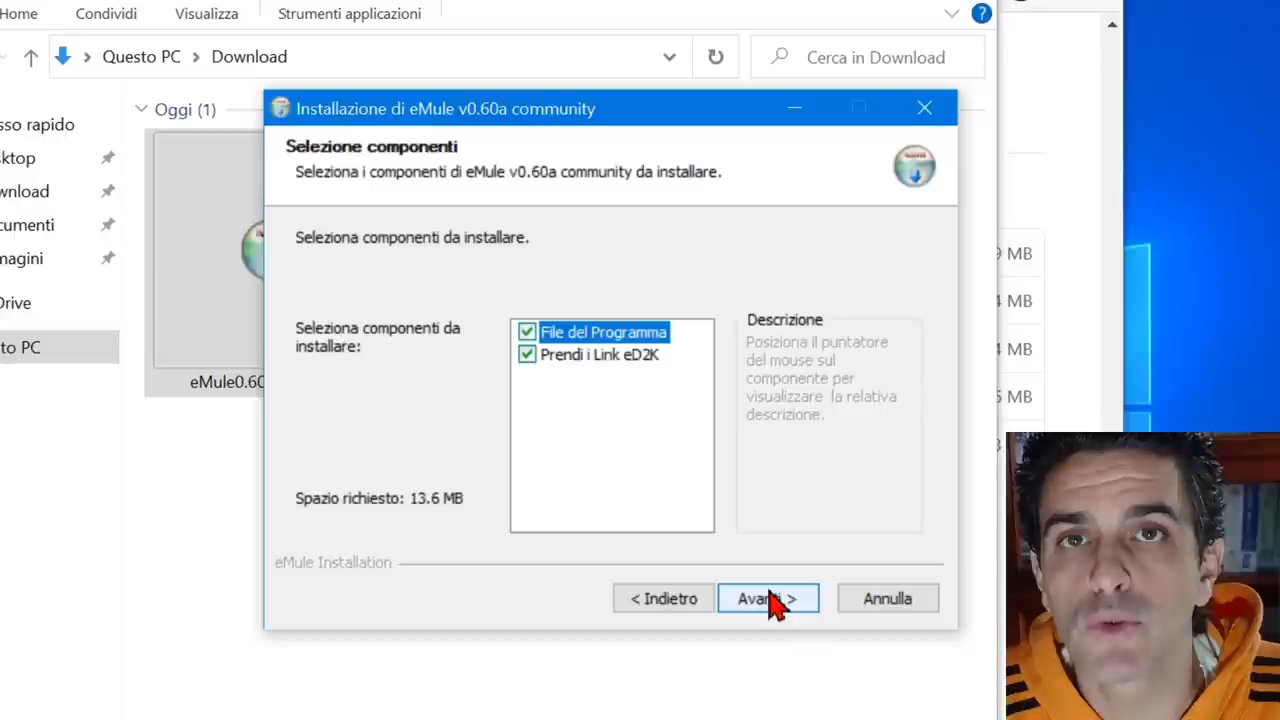 Home
Condividi
Visualizza
Strumenti applicazioni
?
Questo PC > Download
Cerca in Download
Oggi (1)
Installazione di eMule v0.60a community
Selezione componenti
Seleziona i componenti di eMule v0.60a community da installare.
Seleziona componenti da installare.
Seleziona componenti da
installare:
File del Programma
Prendi i Link eD2K
Descrizione
Posiziona il puntatore
del mouse sul
componente per
visualizzare la relativa
descrizione.
Spazio richiesto: 13.6 MB
eMule Installation
< Indietro
Avanti >
Annulla
sso rapido
sktop
wnload
cumenti
magini
Drive
to PC
eMule0.60
9 MB
4 MB
4 MB
MB